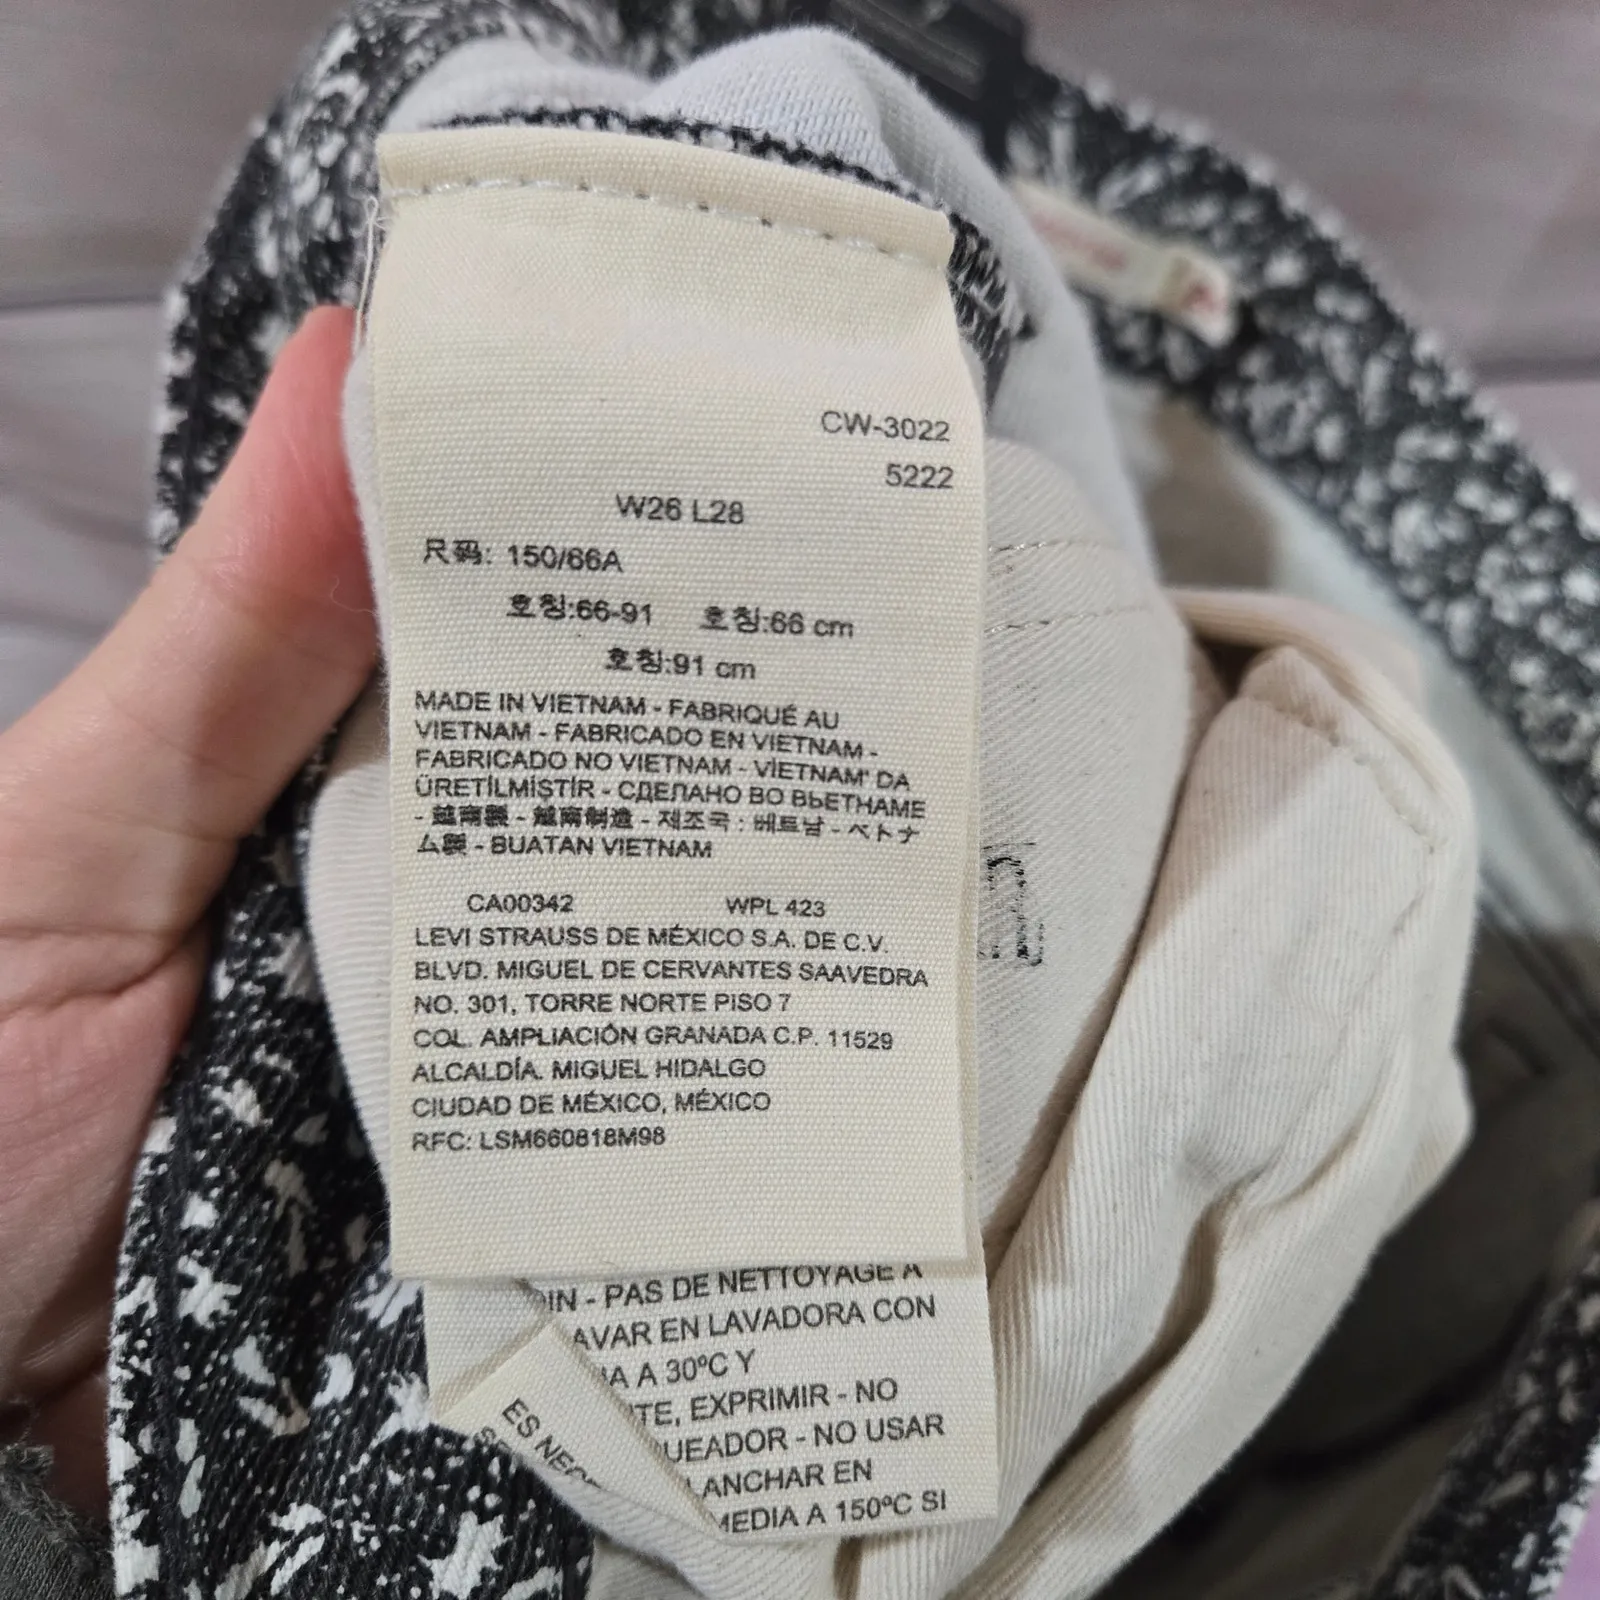 CW-3022
5222
W26 L28
尺码: 150/66A
호칭:66-91 호칭:66 cm
호칭:91 cm
MADE IN VIETNAM - FABRIQUÉ AU
VIETNAM - FABRICADO EN VIETNAM -
FABRICADO NO VIETNAM - VİETNAM' DA
ÜRETİLMİŞTİR - СДЕЛАНО ВО ВЬЕТНАМЕ
- 越南製 - 越南制造 - 제조국 : 베트남 - ベトナ
ム製 - BUATAN VIETNAM
CA00342 WPL 423
LEVI STRAUSS DE MÉXICO S.A. DE C.V.
BLVD. MIGUEL DE CERVANTES SAAVEDRA
NO. 301, TORRE NORTE PISO 7
COL. AMPLIACIÓN GRANADA C.P. 11529
ALCALDÍA. MIGUEL HIDALGO
CIUDAD DE MÉXICO, MÉXICO
RFC: LSM660818M98
- PAS DE NETTOYAGE A
AVAR EN LAVADORA CON
A 30ºC Y
TE, EXPRIMIR - NO
UEADOR - NO USAR
LANCHAR EN
MEDIA A 150ºC SI
ES NEC